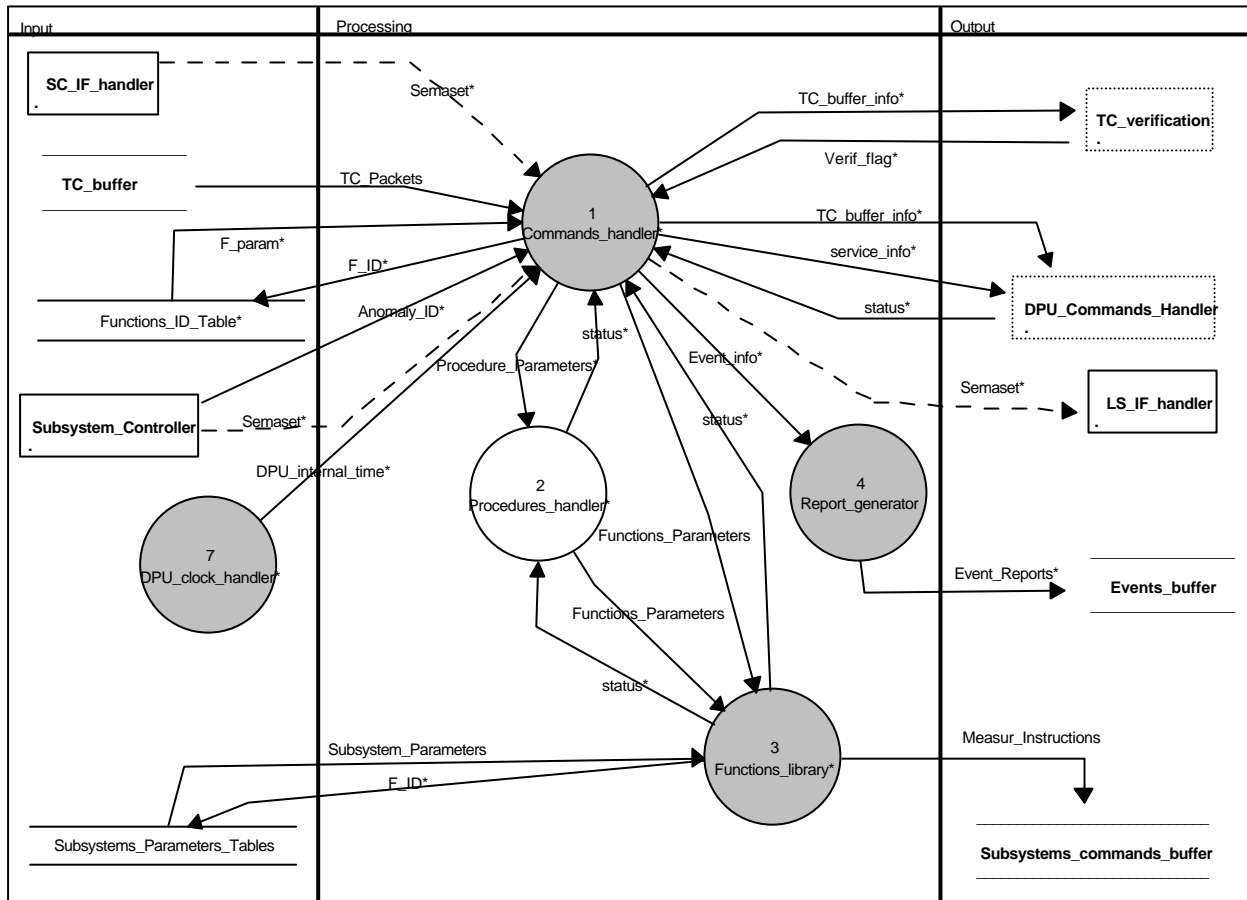 Input
Processing
Output
SC_IF_handler
.
Semaset*
TC_buffer_info*
TC_verification
.
Verif_flag*
TC_buffer
TC_Packets
1
Commands_handler*
TC_buffer_info*
F_param*
service_info*
F_ID*
Functions_ID_Table*
Anomaly_ID*
status*
DPU_Commands_Handler
.
status*
Event_info*
Procedure_Parameters*
Semaset*
LS_IF_handler
.
Subsystem_Controller
.
Semaset*
status*
DPU_internal_time*
2
Procedures_handler*
4
Report_generator
Functions_Parameters
7
DPU_clock_handler*
Event_Reports*
Events_buffer
Functions_Parameters
status*
Subsystem_Parameters
F_ID*
3
Functions_library*
Measur_Instructions
Subsystems_Parameters_Tables
Subsystems_commands_buffer